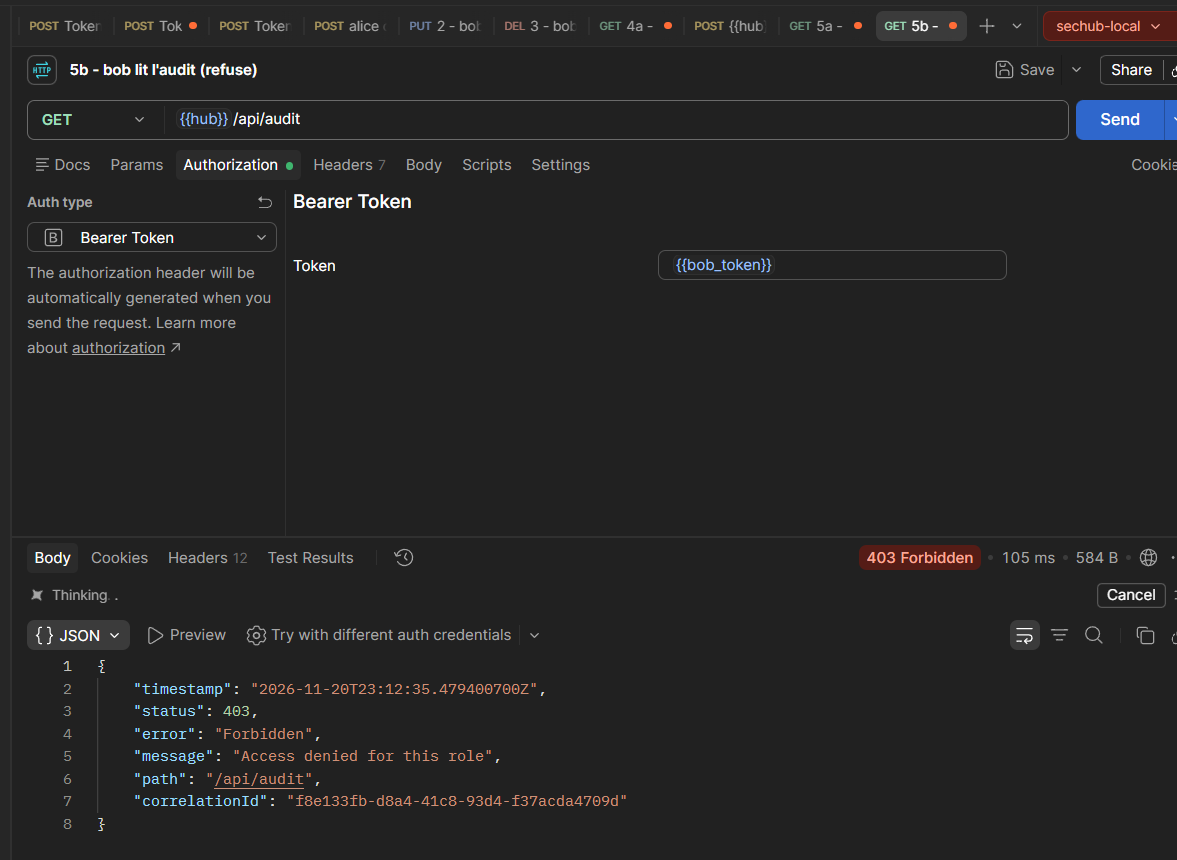 POST Token POST Tok POST Token POST alice PUT 2 - bob DEL 3 - bob GET 4a - POST {{hub}} GET 5a - GET 5b - sechub-local
HTTP 5b - bob lit l'audit (refuse) Save Share
GET {{hub}} /api/audit Send
Docs Params Authorization Headers 7 Body Scripts Settings Cookie
Auth type
B Bearer Token
The authorization header will be
automatically generated when you
send the request. Learn more
about authorization ↗
Bearer Token
Token {{bob_token}}
Body Cookies Headers 12 Test Results 403 Forbidden • 105 ms • 584 B •
Thinking. . Cancel
{ } JSON Preview Try with different auth credentials
1 {
2 "timestamp": "2026-11-20T23:12:35.479400700Z",
3 "status": 403,
4 "error": "Forbidden",
5 "message": "Access denied for this role",
6 "path": "/api/audit",
7 "correlationId": "f8e133fb-d8a4-41c8-93d4-f37acda4709d"
8 }